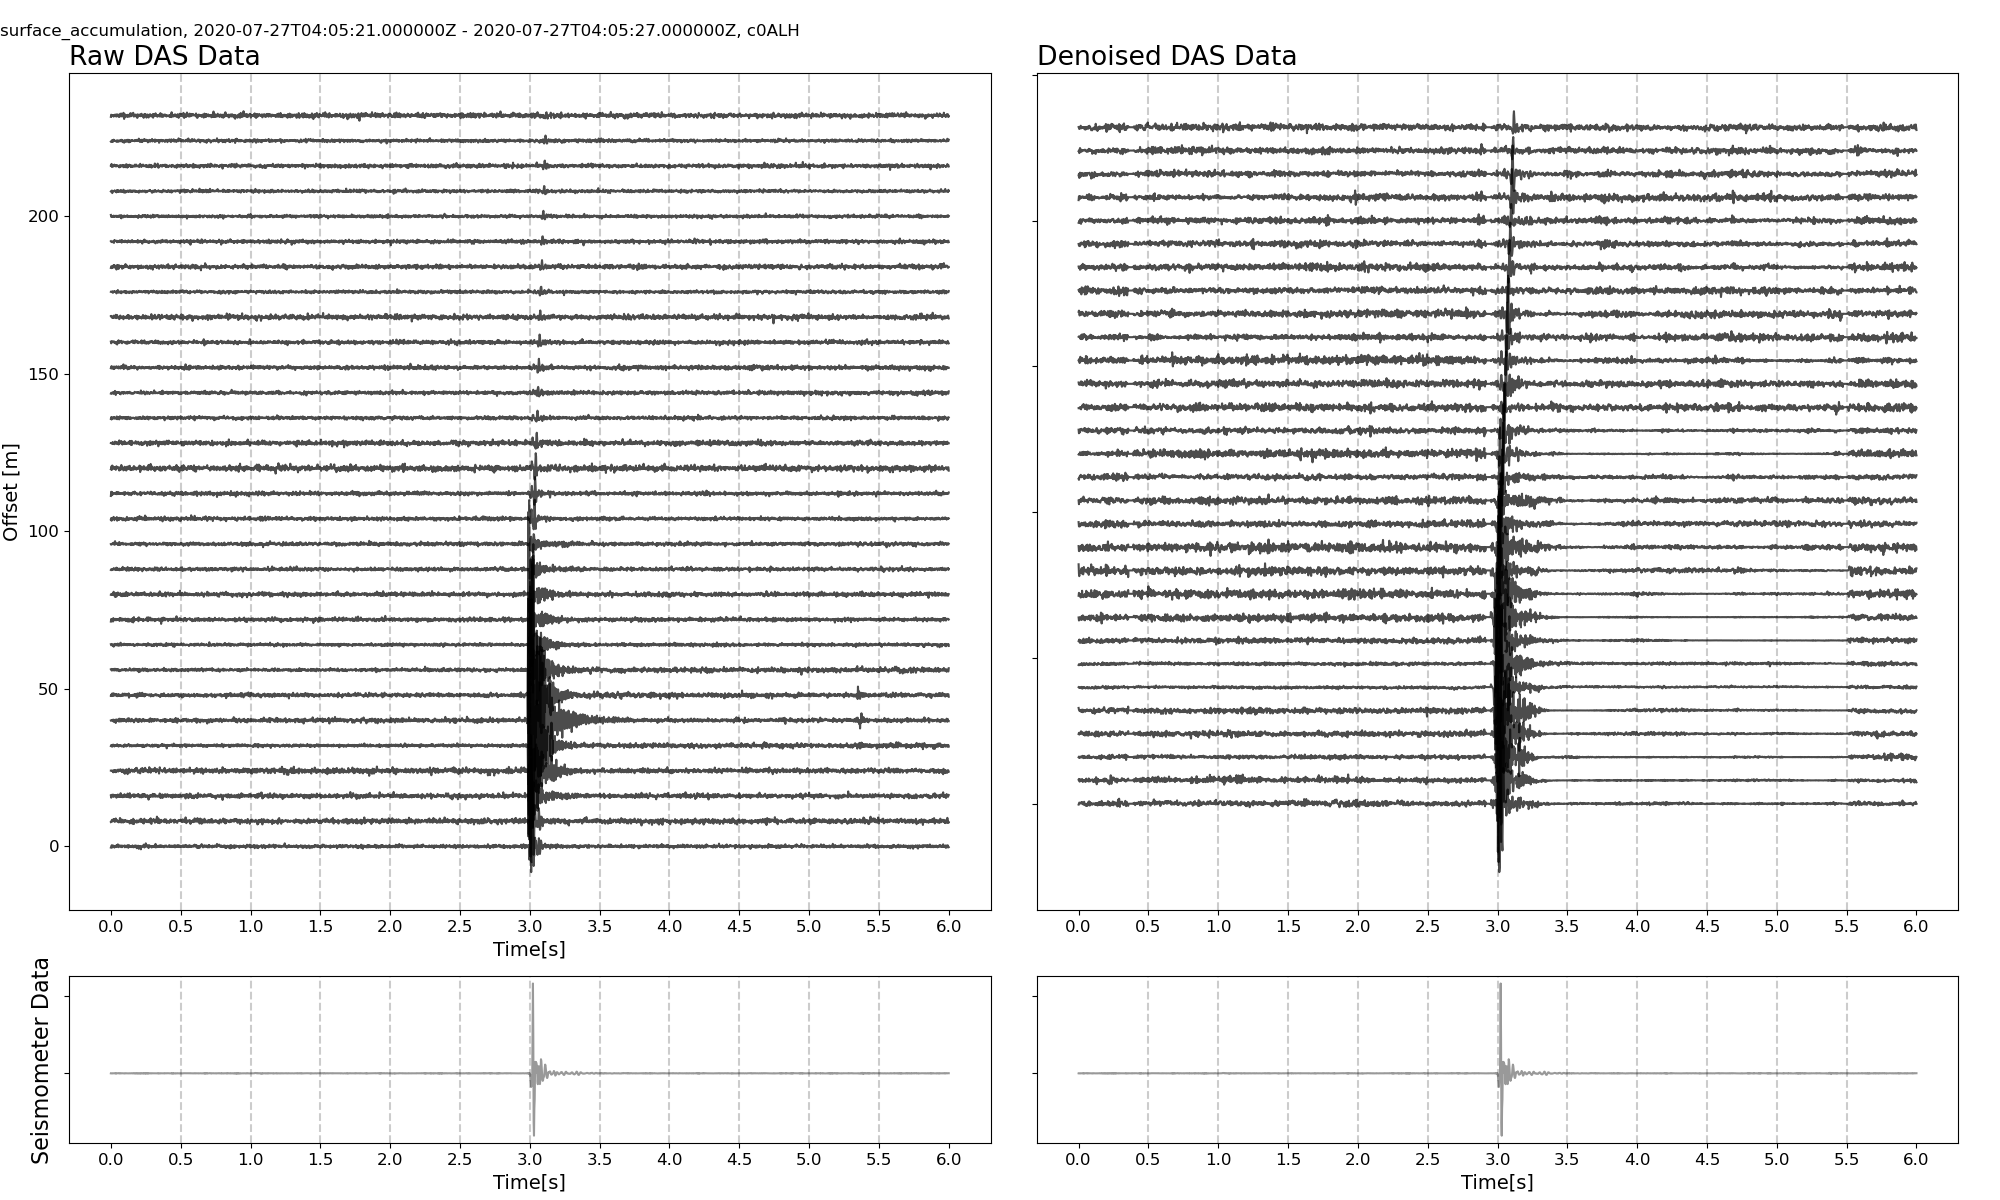 surface_accumulation, 2020-07-27T04:05:21.000000Z - 2020-07-27T04:05:27.000000Z, c0ALH
Raw DAS Data
Denoised DAS Data
Offset [m]
200
150
100
50
0
0.0 0.5 1.0 1.5 2.0 2.5 3.0 3.5 4.0 4.5 5.0 5.5 6.0
Time[s]
0.0 0.5 1.0 1.5 2.0 2.5 3.0 3.5 4.0 4.5 5.0 5.5 6.0
Seismometer Data
0.0 0.5 1.0 1.5 2.0 2.5 3.0 3.5 4.0 4.5 5.0 5.5 6.0
Time[s]
0.0 0.5 1.0 1.5 2.0 2.5 3.0 3.5 4.0 4.5 5.0 5.5 6.0
Time[s]